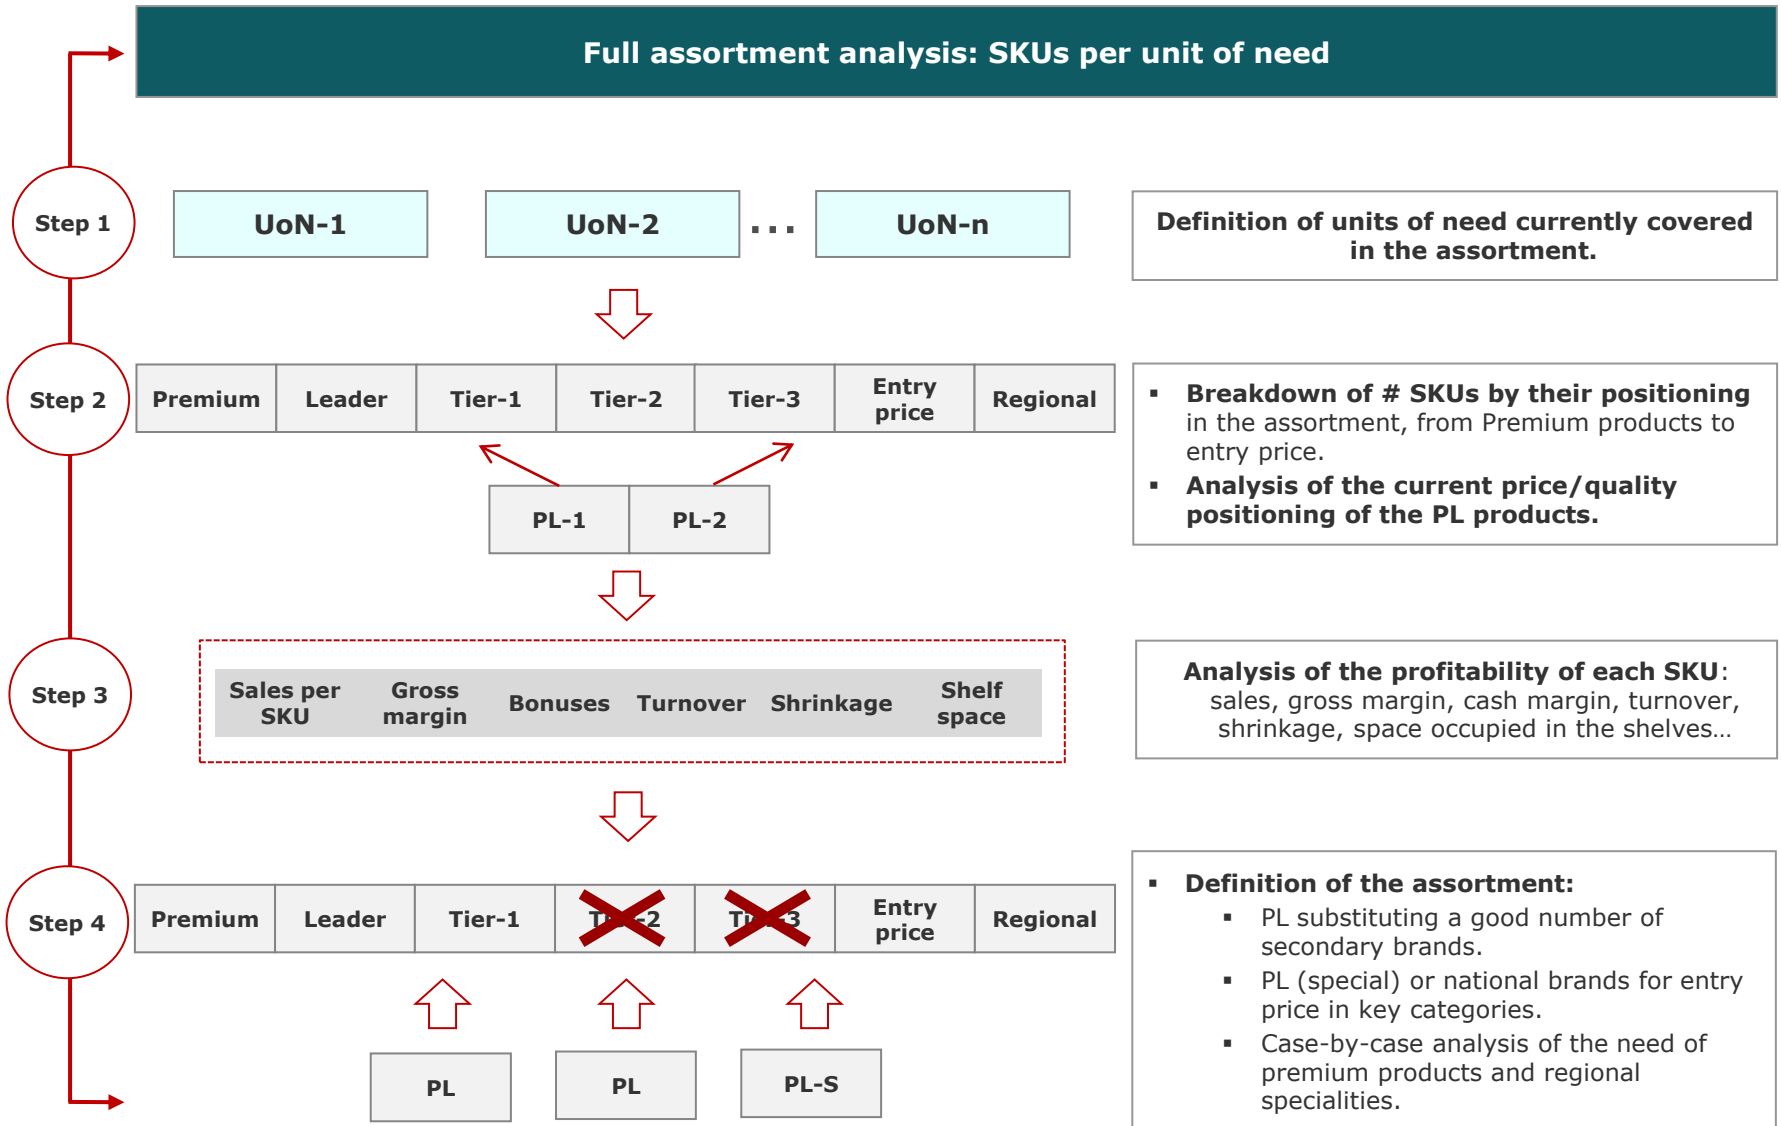 Full assortment analysis: SKUs per unit of need
Step 1
UoN-1
UoN-2
...
UoN-n
Definition of units of need currently covered
in the assortment.
Step 2
Premium
Leader
Tier-1
Tier-2
Tier-3
Entry
price
Regional
▪ Breakdown of # SKUs by their positioning
in the assortment, from Premium products to
entry price.
▪ Analysis of the current price/quality
positioning of the PL products.
PL-1
PL-2
Step 3
Sales per
SKU
Gross
margin
Bonuses
Turnover
Shrinkage
Shelf
space
Analysis of the profitability of each SKU:
sales, gross margin, cash margin, turnover,
shrinkage, space occupied in the shelves…
Step 4
Premium
Leader
Tier-1
Tier-2
Tier-3
Entry
price
Regional
▪ Definition of the assortment:
▪ PL substituting a good number of
secondary brands.
▪ PL (special) or national brands for entry
price in key categories.
▪ Case-by-case analysis of the need of
premium products and regional
specialities.
PL
PL
PL-S